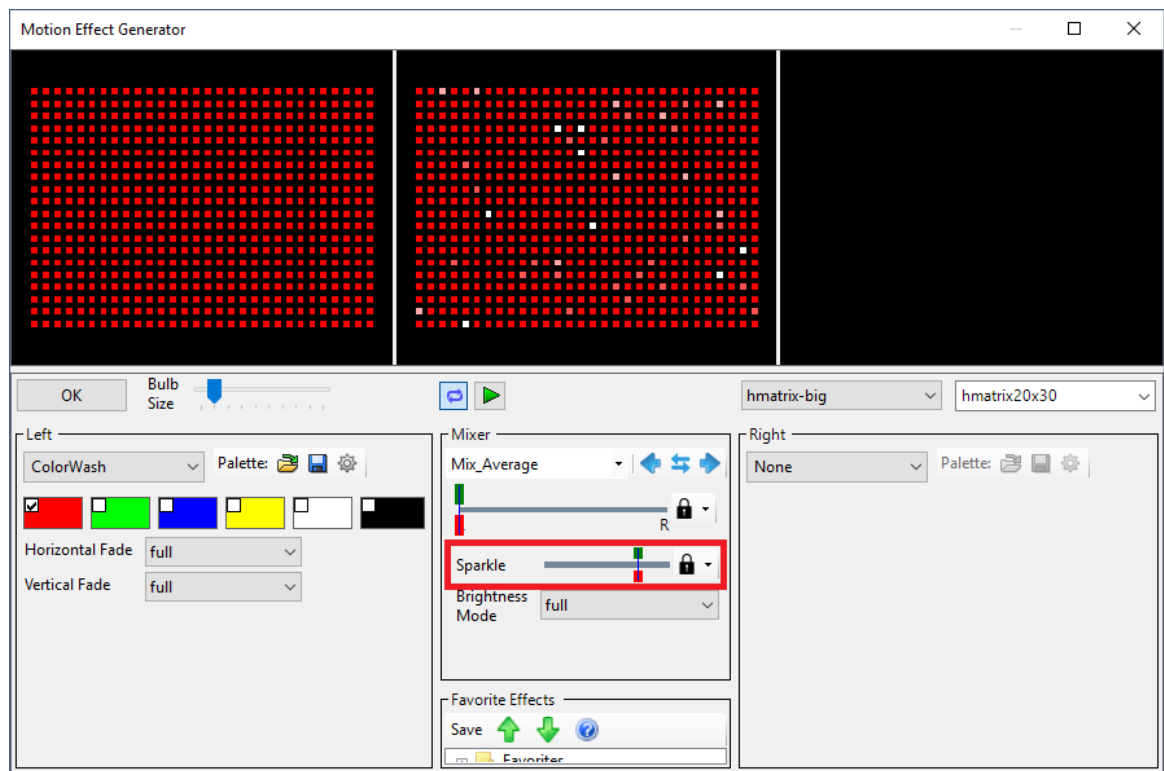 Motion Effect Generator
OK
Bulb
Size
hmatrix-big
hmatrix20x30
Left
ColorWash
Palette:
Horizontal Fade
full
Vertical Fade
full
Mixer
Mix_Average
R
Sparkle
Brightness
Mode
full
Favorite Effects
Save
Favorites
Right
None
Palette: